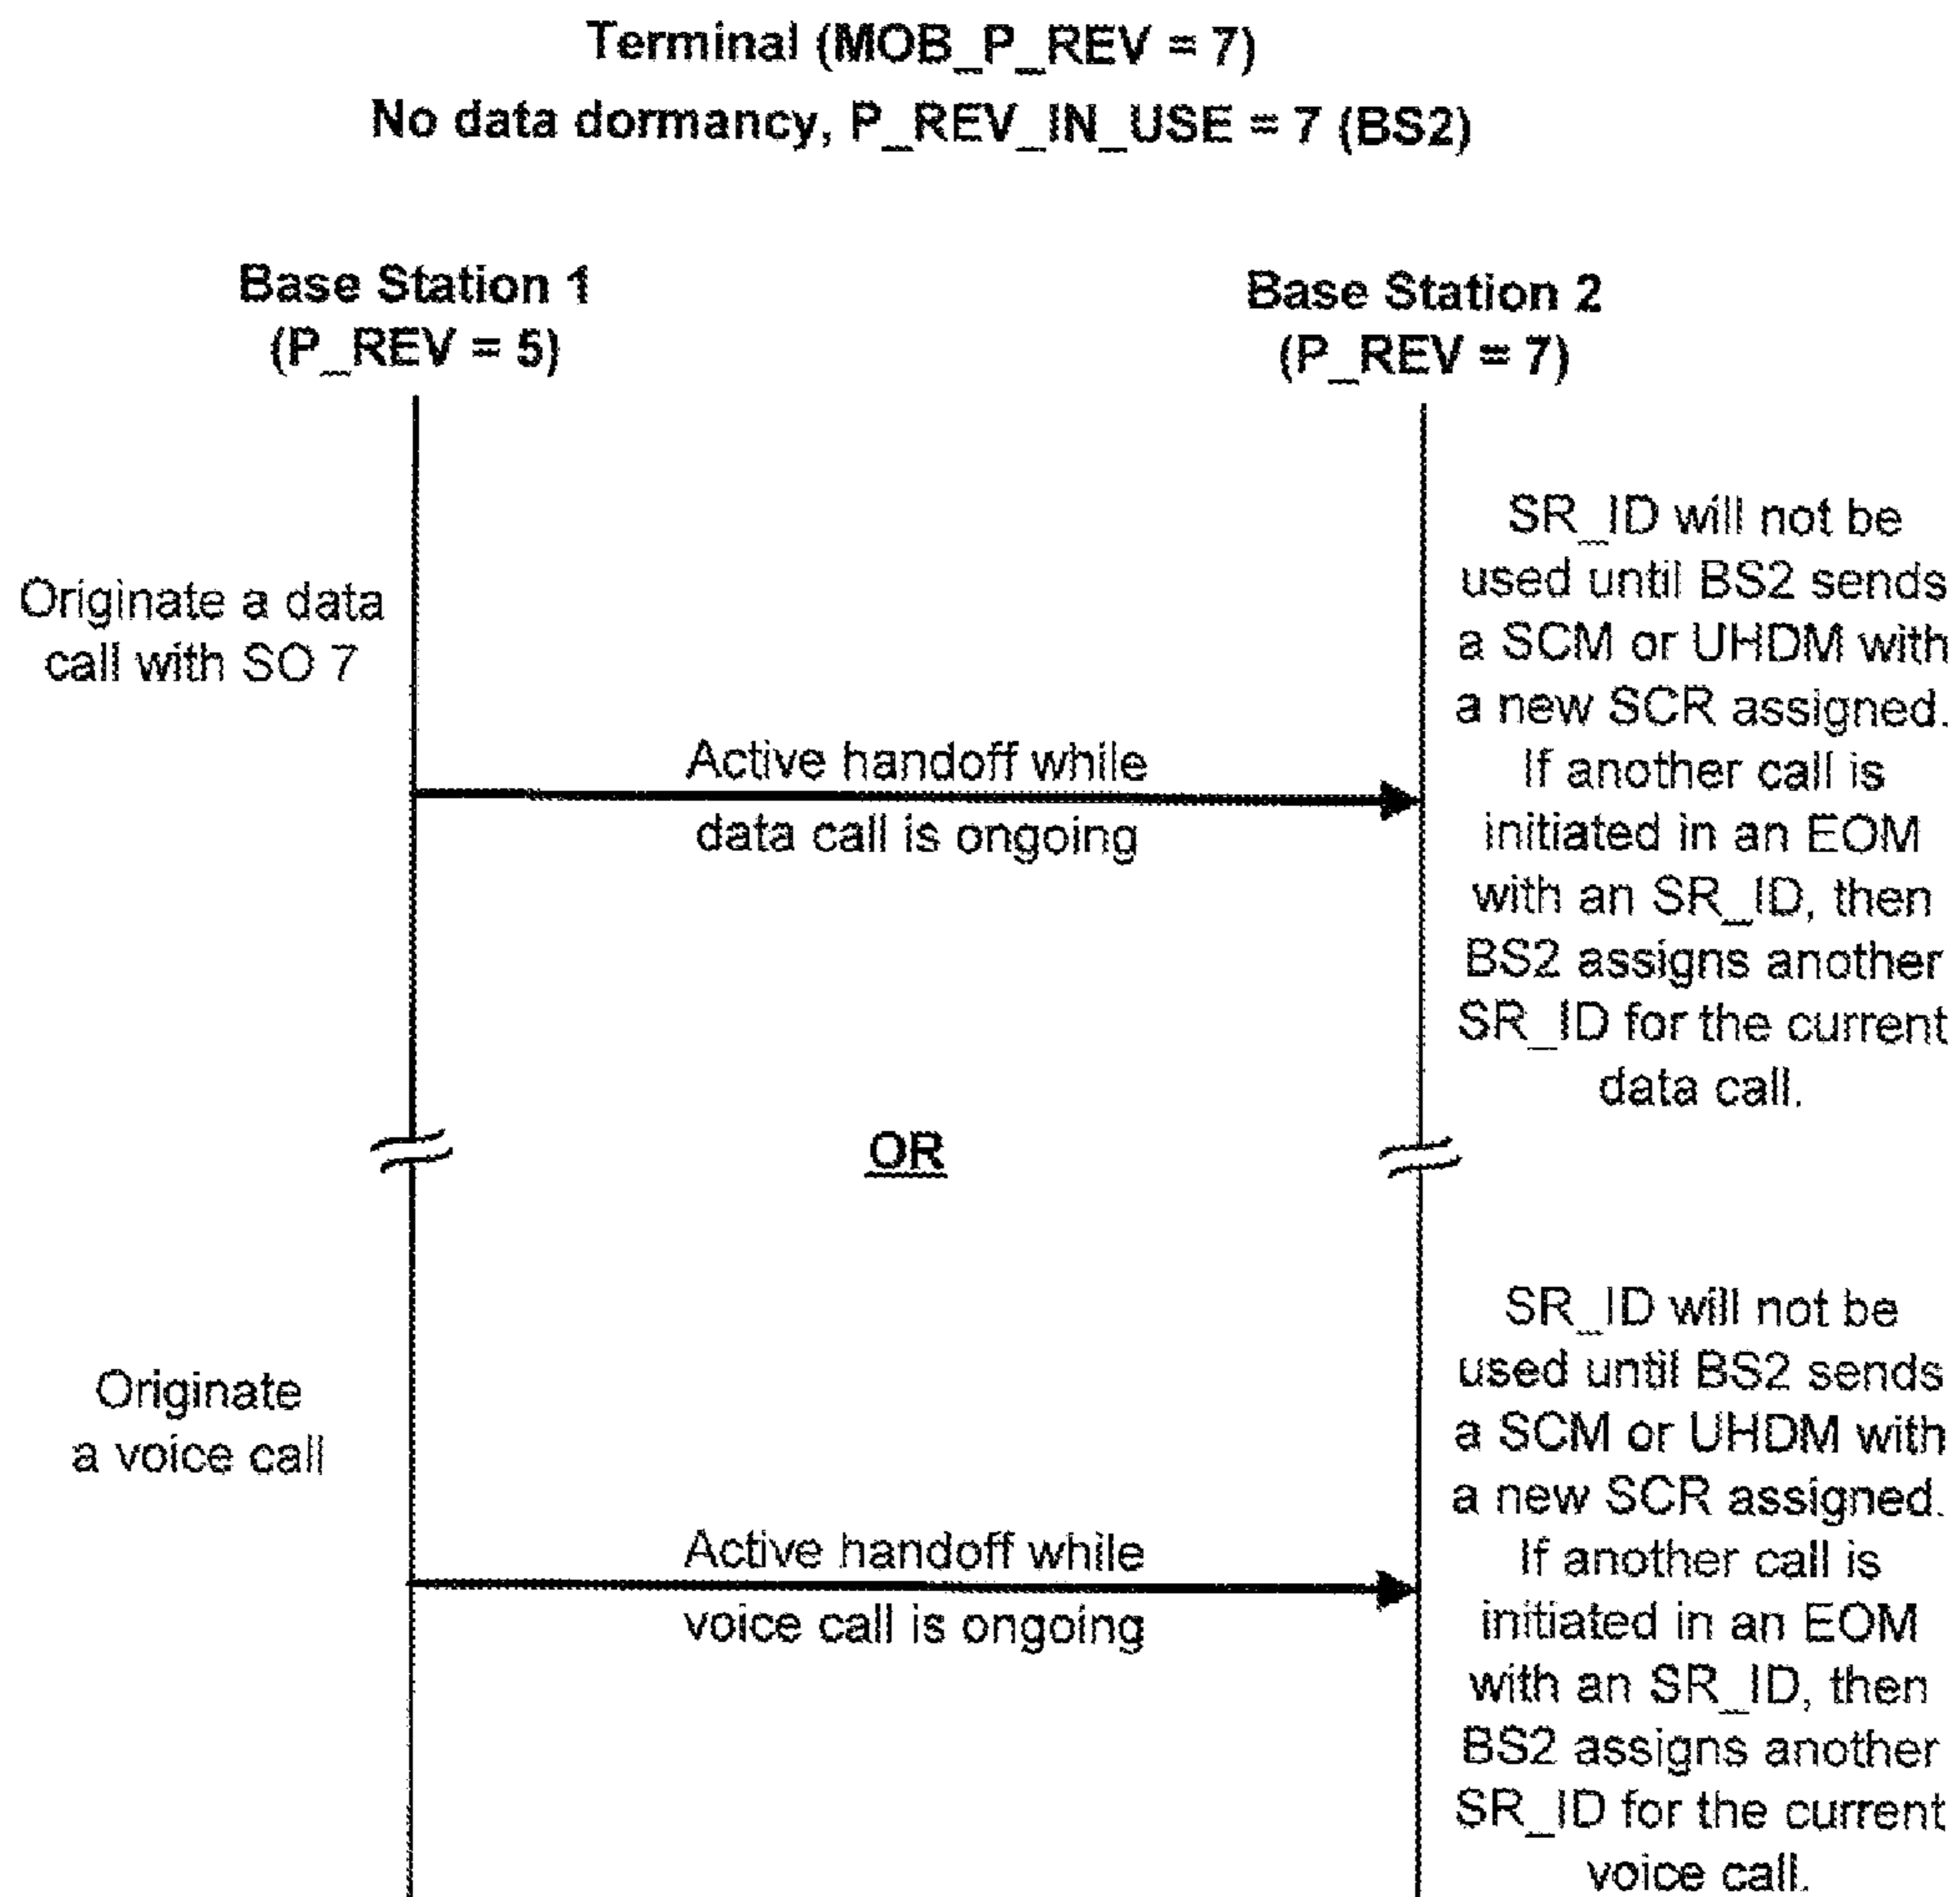 Terminal (MOB_P_REV = 7)
No data dormancy, P_REV_IN_USE = 7 (BS2)
Base Station 1
(P_REV = 5)
Base Station 2
(P_REV = 7)
Originate a data
call with SO 7
Active handoff while
data call is ongoing
SR_ID will not be
used until BS2 sends
a SCM or UHDM with
a new SCR assigned.
If another call is
initiated in an EOM
with an SR_ID, then
BS2 assigns another
SR_ID for the current
data call.
OR
Originate
a voice call
Active handoff while
voice call is ongoing
SR_ID will not be
used until BS2 sends
a SCM or UHDM with
a new SCR assigned.
If another call is
initiated in an EOM
with an SR_ID, then
BS2 assigns another
SR_ID for the current
voice call.